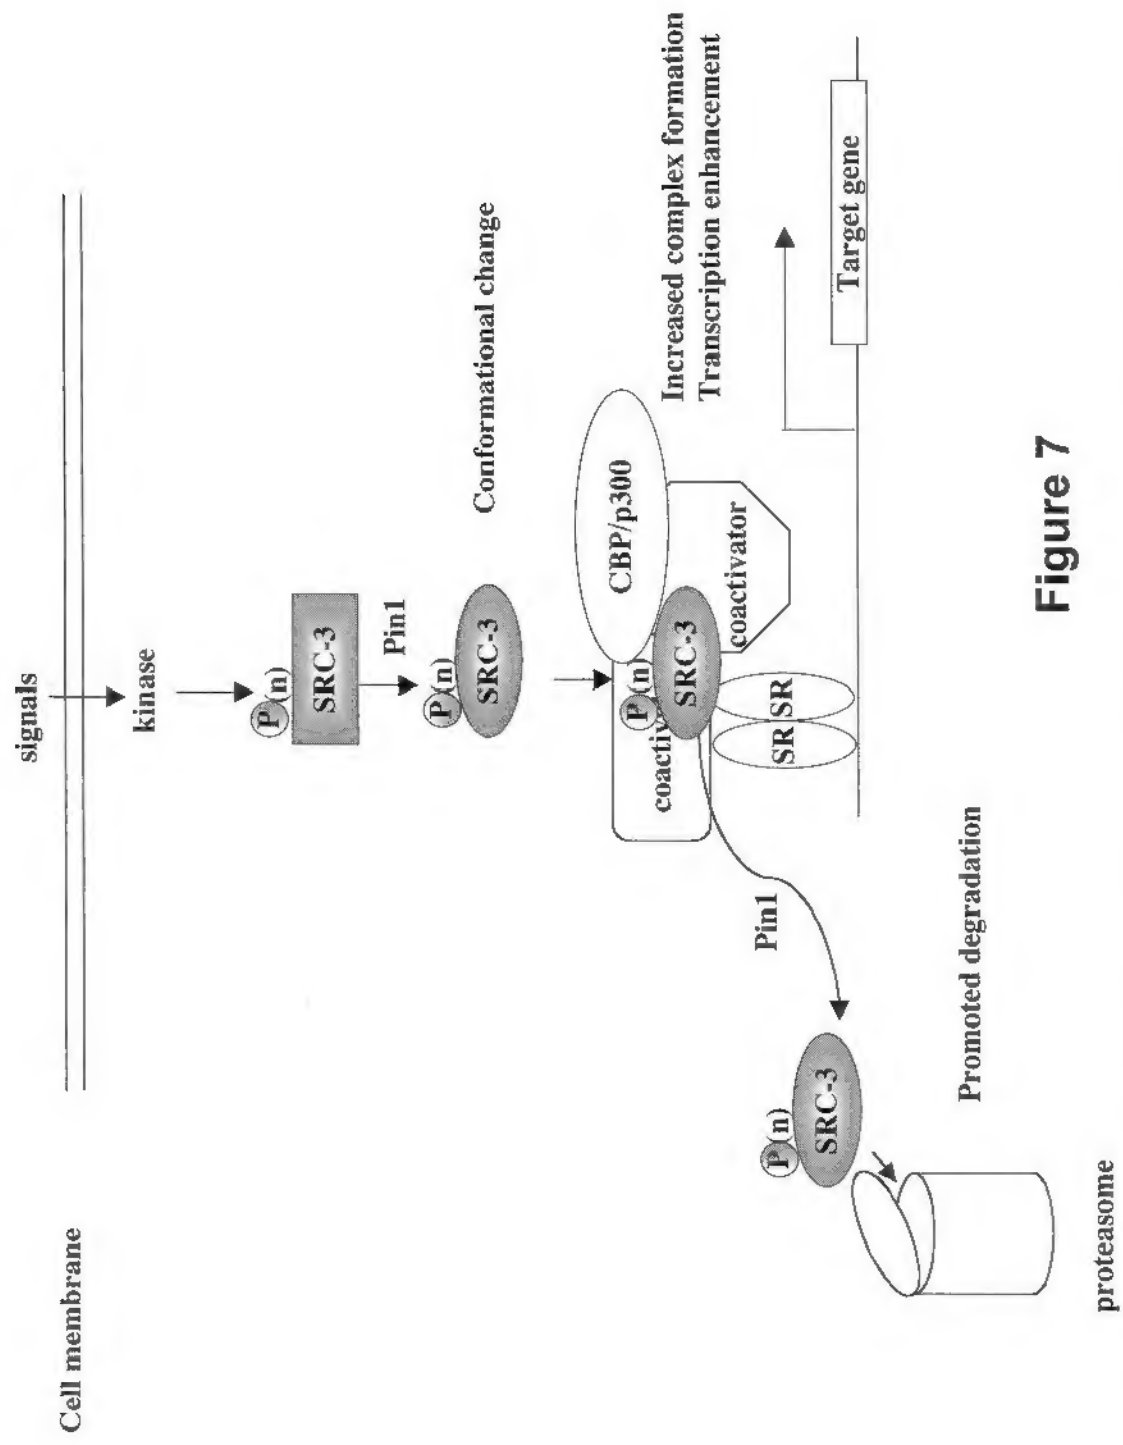 signals
Cell membrane
kinase
P(n)
SRC-3
Pin1
P(n)
SRC-3
Conformational change
CBP/p300
P(n)
coactiv
SRC-3
coactivator
Increased complex formation
Transcription enhancement
SR SR
Target gene
Pin1
P(n)
SRC-3
Promoted degradation
proteasome
Figure 7